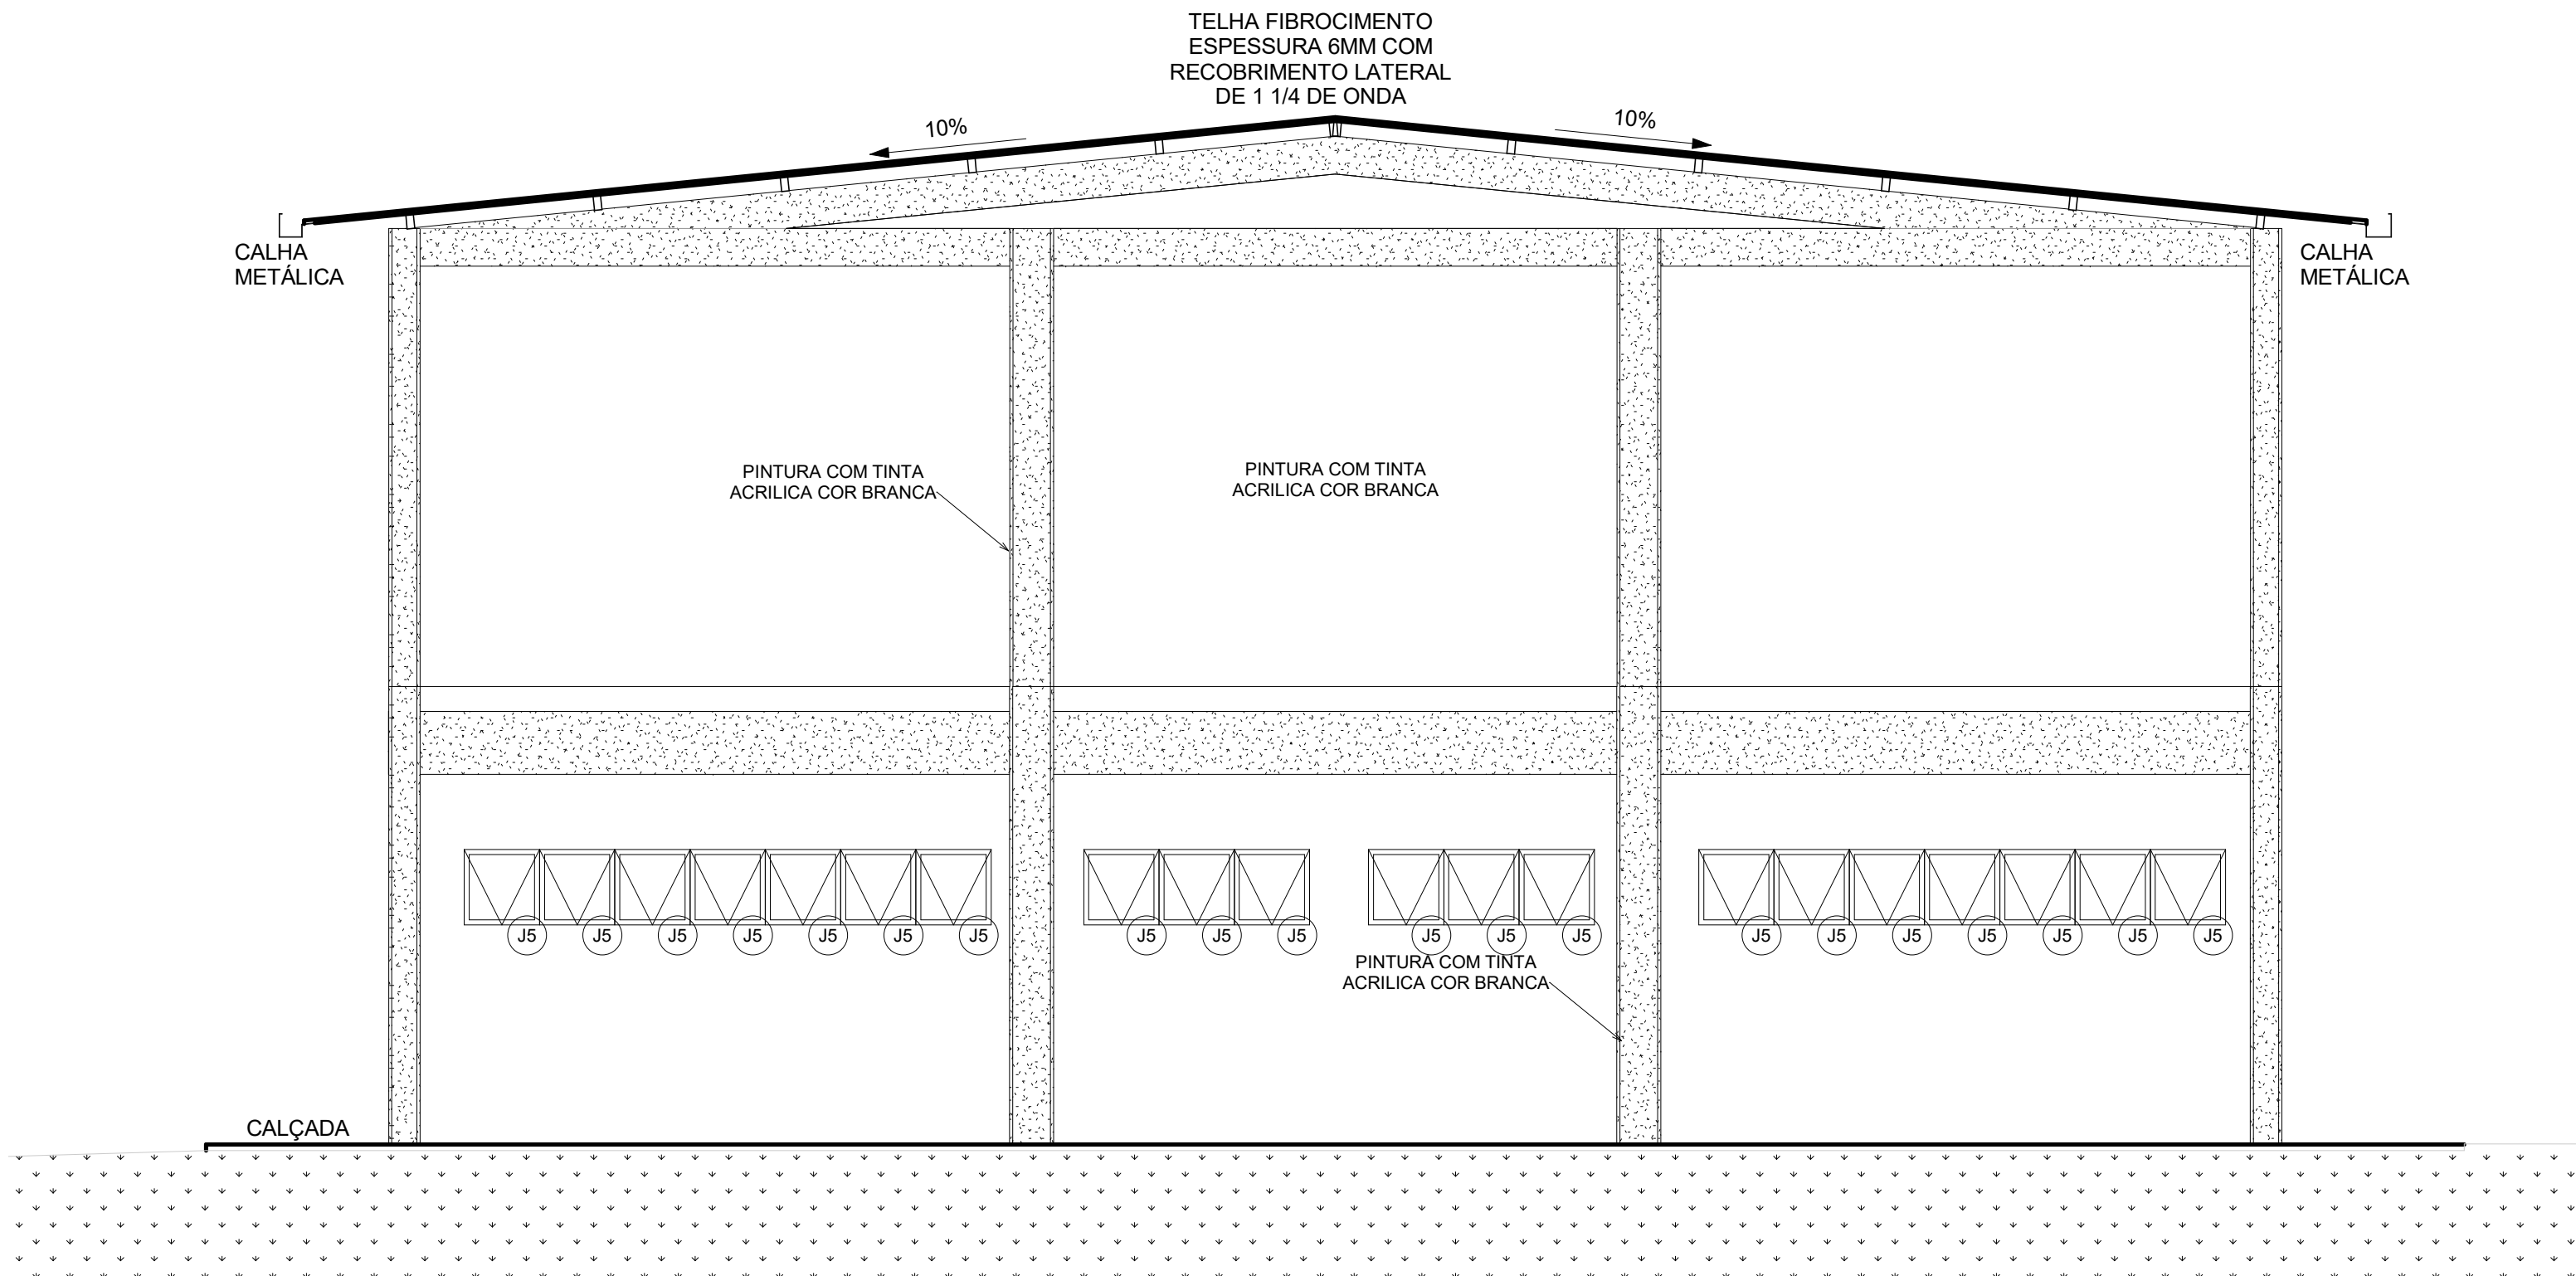 TELHA FIBROCIMENTO
ESPESSURA 6MM COM
RECOBRIMENTO LATERAL
DE 1 1/4 DE ONDA
10%
10%
CALHA
METÁLICA
CALHA
METÁLICA
PINTURA COM TINTA
ACRILICA COR BRANCA
PINTURA COM TINTA
ACRILICA COR BRANCA
J5 J5 J5 J5 J5 J5 J5 J5 J5 J5 J5 J5 J5 J5 J5 J5 J5 J5 J5 J5
PINTURA COM TINTA
ACRILICA COR BRANCA
CALÇADA